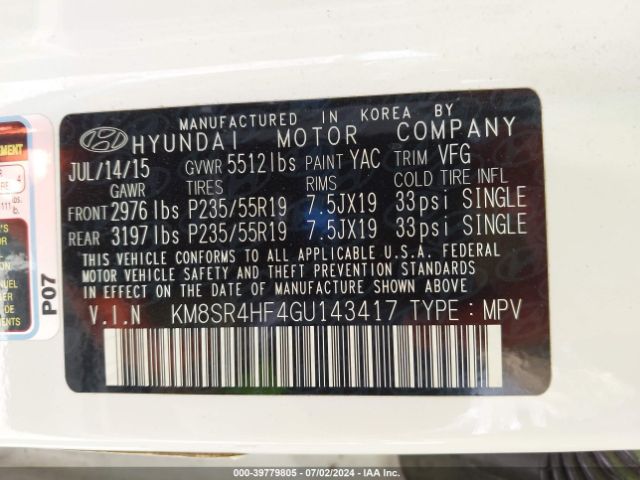 MANUFACTURED IN KOREA BY
HYUNDAI MOTOR COMPANY
JUL/14/15 GVWR 5512lbs PAINT YAC TRIM VFG
GAWR TIRES RIMS COLD TIRE INFL
FRONT 2976 lbs P235/55R19 7.5JX19 33psi SINGLE
REAR 3197 lbs P235/55R19 7.5JX19 33psi SINGLE
THIS VEHICLE CONFORMS TO ALL APPLICABLE U.S.A. FEDERAL
MOTOR VEHICLE SAFETY AND THEFT PREVENTION STANDARDS
IN EFFECT ON THE DATE OF MANUFACTURE SHOWN ABOVE
V.I.N KM8SR4HF4GU143417 TYPE : MPV
P07
000-39779805 | 07/02/2024 | IAA Inc.